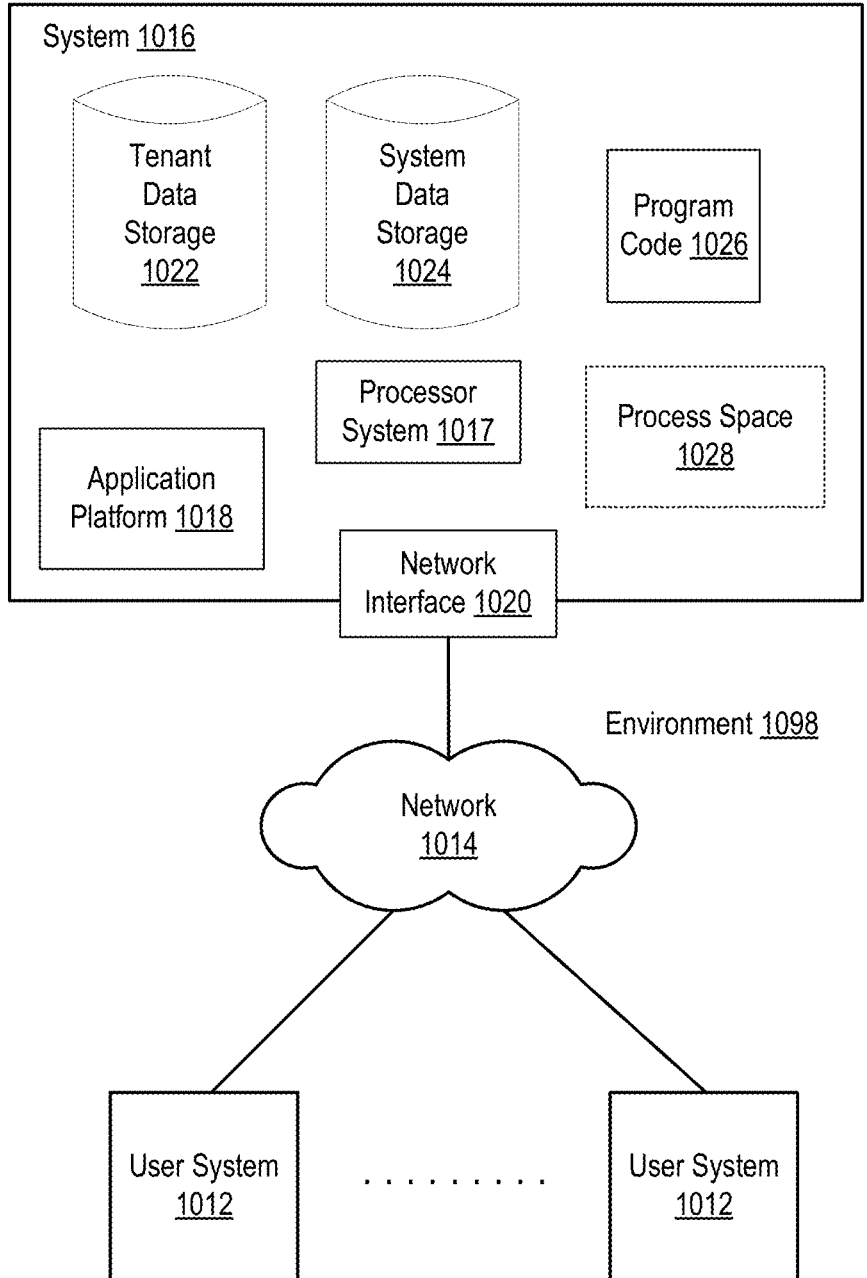 System 1016
Tenant
Data
Storage
1022
System
Data
Storage
1024
Program
Code 1026
Processor
System 1017
Process Space
1028
Application
Platform 1018
Network
Interface 1020
Environment 1098
Network
1014
User System
1012
. . . . . . . . .
User System
1012